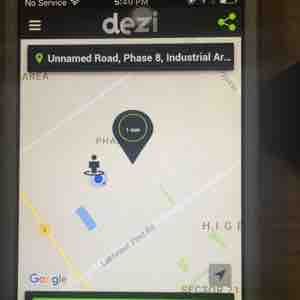 No Service
5:40 PM
dezi
Unnamed Road, Phase 8, Industrial Ar...
AREA
1 min
PHA
Lakhnaur Pind Rd
HIGH
Google
SECTOR 71